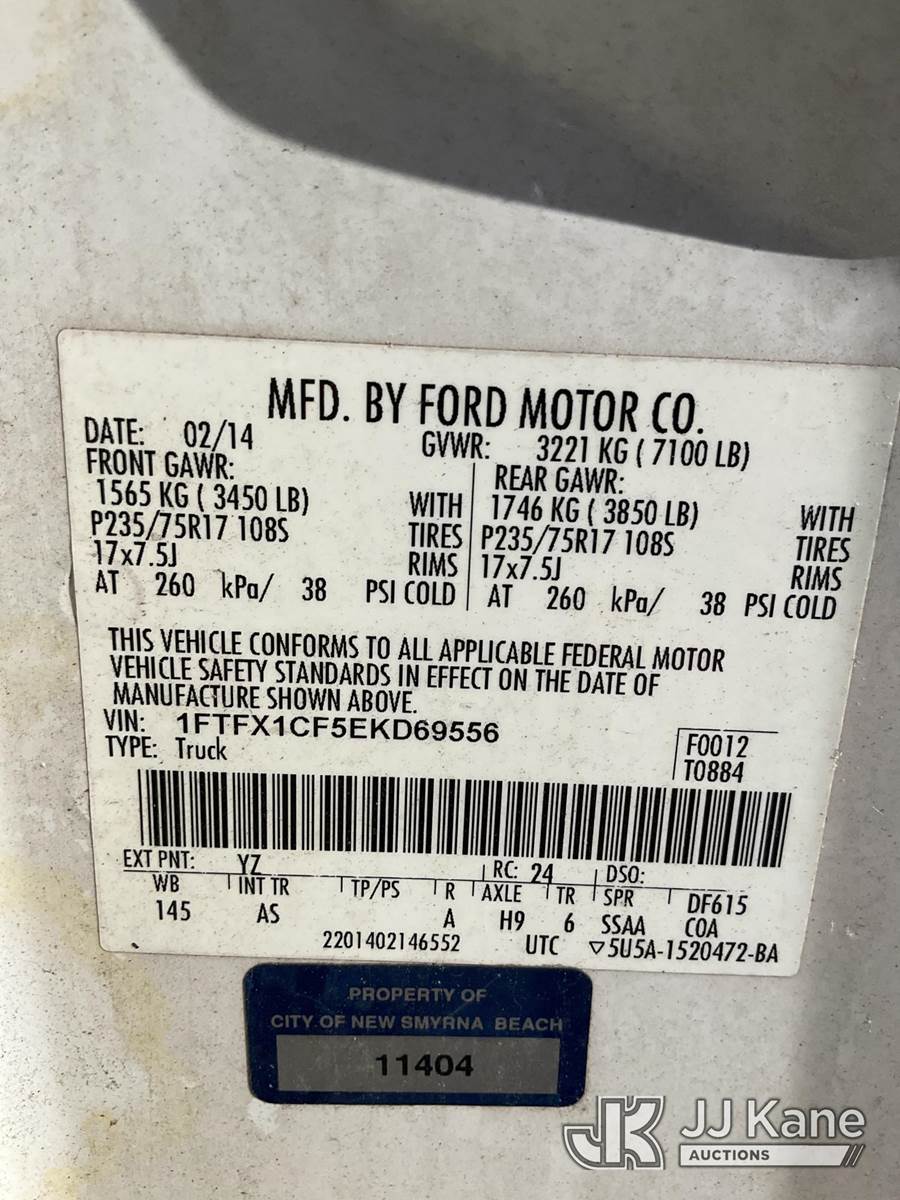 MFD. BY FORD MOTOR CO.
DATE: 02/14 GVWR: 3221 KG ( 7100 LB)
FRONT GAWR: REAR GAWR:
1565 KG ( 3450 LB) WITH 1746 KG ( 3850 LB) WITH
P235/75R17 108S TIRES P235/75R17 108S TIRES
17x7.5J RIMS 17x7.5J RIMS
AT 260 kPa/ 38 PSI COLD AT 260 kPa/ 38 PSI COLD
THIS VEHICLE CONFORMS TO ALL APPLICABLE FEDERAL MOTOR
VEHICLE SAFETY STANDARDS IN EFFECT ON THE DATE OF
MANUFACTURE SHOWN ABOVE.
VIN: 1FTFX1CF5EKD69556
TYPE: Truck
F0012
T0884
EXT PNT: YZ RC: 24 DSO:
WB INT TR TP/PS R AXLE TR SPR DF615
145 AS A H9 6 SSAA COA
2201402146552 UTC ▽5U5A-1520472-BA
PROPERTY OF
CITY OF NEW SMYRNA BEACH
11404
JK JJ Kane
AUCTIONS